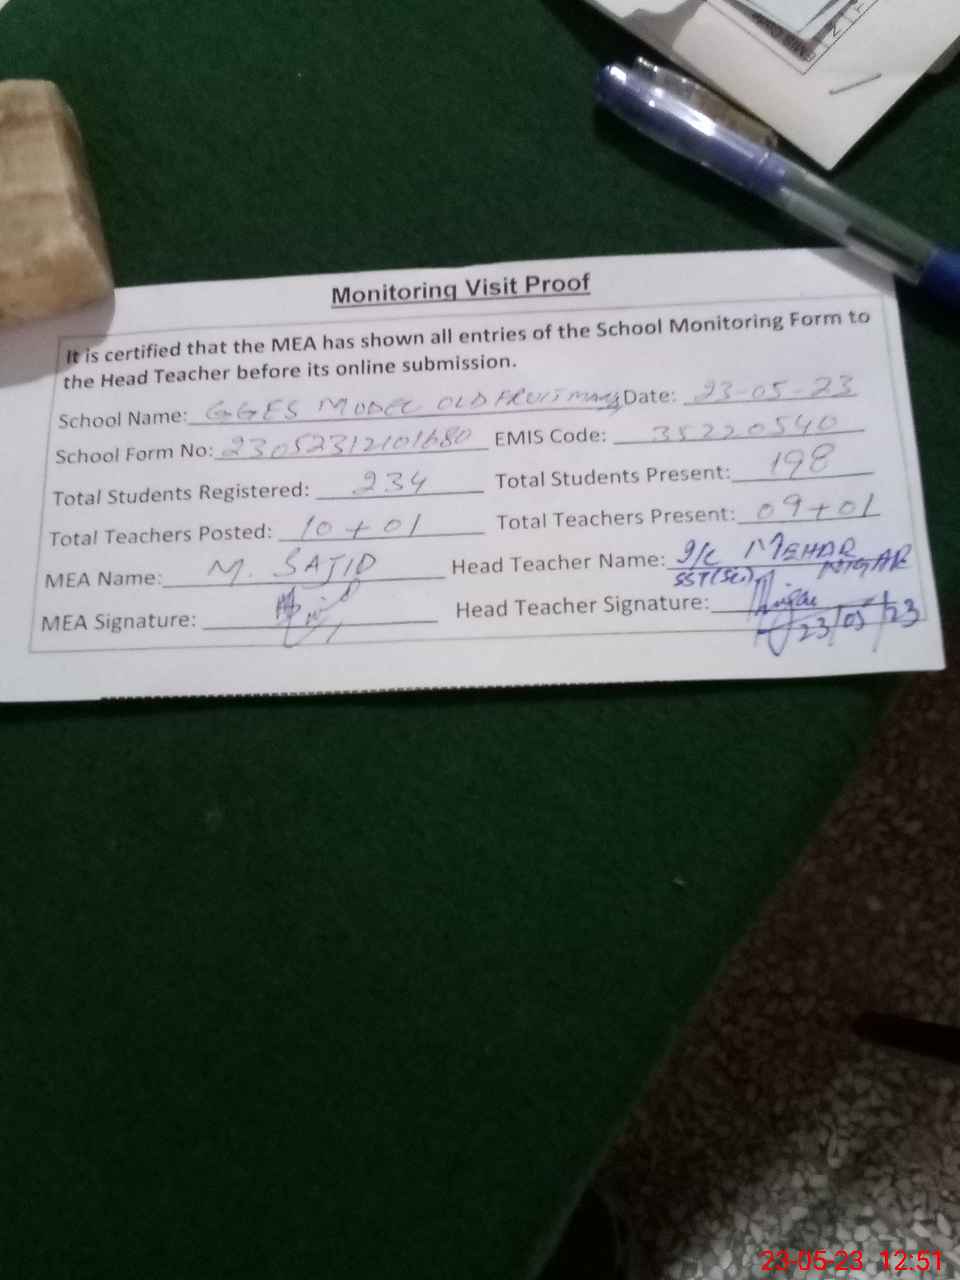 Monitoring Visit Proof
It is certified that the MEA has shown all entries of the School Monitoring Form to
the Head Teacher before its online submission.
School Name: GGES MODEL OLD FRUIT Date: 23-05-23
School Form No: 23052312101680 EMIS Code: 35220540
Total Students Registered: 234 Total Students Present: 198
Total Teachers Posted: 10 + 01 Total Teachers Present: 09+01
MEA Name: M. SAJID Head Teacher Name: I/C MEHAR NIGAR
SST(Sci)
MEA Signature: Head Teacher Signature:
23/05/23
23-05-23 12:51